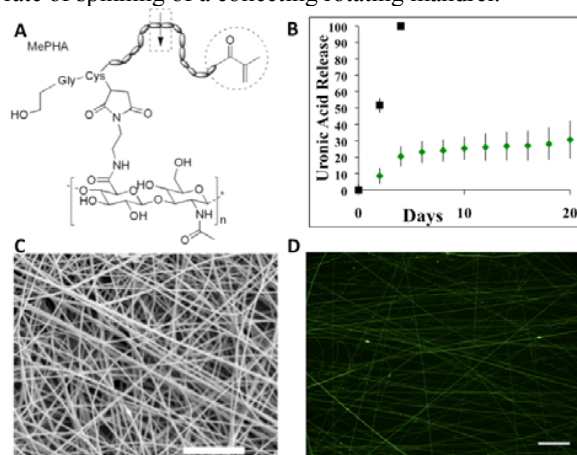 rate of spinning of a collecting rotating mandrel.
A
MePHA
Gly
Cys
HO
O
O
O
N
NH
O
O
HO
OH
OH
HO
O
O
NH
O
n
B
Uronic Acid Release
100
90
80
70
60
50
40
30
20
10
0
0
10
20
Days
C
D